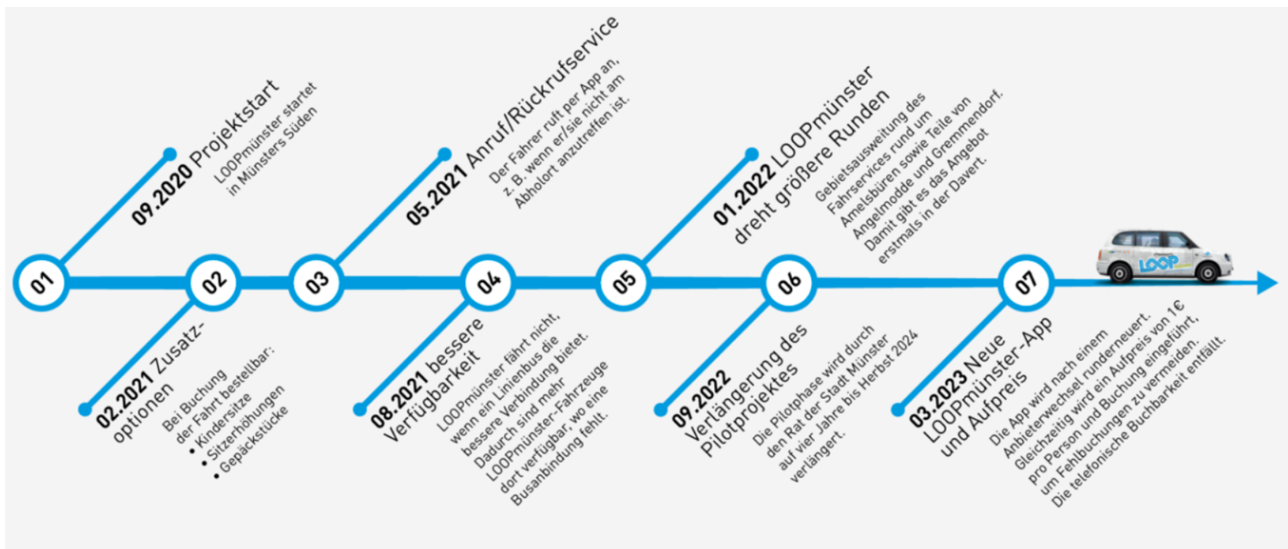 01
09.2020 Projektstart
LOOPmünster startet
in Münsters Süden
02
02.2021 Zusatz-
optionen
Bei Buchung
der Fahrt bestellbar:
• Kindersitze
• Sitzerhöhungen
• Gepäckstücke
03
05.2021 Anruf/Rückrufservice
Der Fahrer ruft per App an,
z. B. wenn er/sie nicht am
Abholort anzutreffen ist.
04
08.2021 bessere
Verfügbarkeit
LOOPmünster fährt nicht,
wenn ein Linienbus die
bessere Verbindung bietet.
Dadurch sind mehr
LOOPmünster-Fahrzeuge
dort verfügbar, wo eine
Busanbindung fehlt.
05
01.2022 LOOPmünster
dreht größere Runden
Gebietsausweitung des
Fahrservices rund um
Amelsbüren sowie Teile von
Angelmodde und Gremmendorf.
Damit gibt es das Angebot
erstmals in der Davert.
06
09.2022
Verlängerung des
Pilotprojektes
Die Pilotphase wird durch
den Rat der Stadt Münster
auf vier Jahre bis Herbst 2024
verlängert.
07
03.2023 Neue
LOOPmünster-App
und Aufpreis
Die App wird nach einem
Anbieterwechsel runderneuert.
Gleichzeitig wird ein Aufpreis von 1€
pro Person und Buchung eingeführt,
um Fehlbuchungen zu vermeiden.
Die telefonische Buchbarkeit entfällt.
LOOP